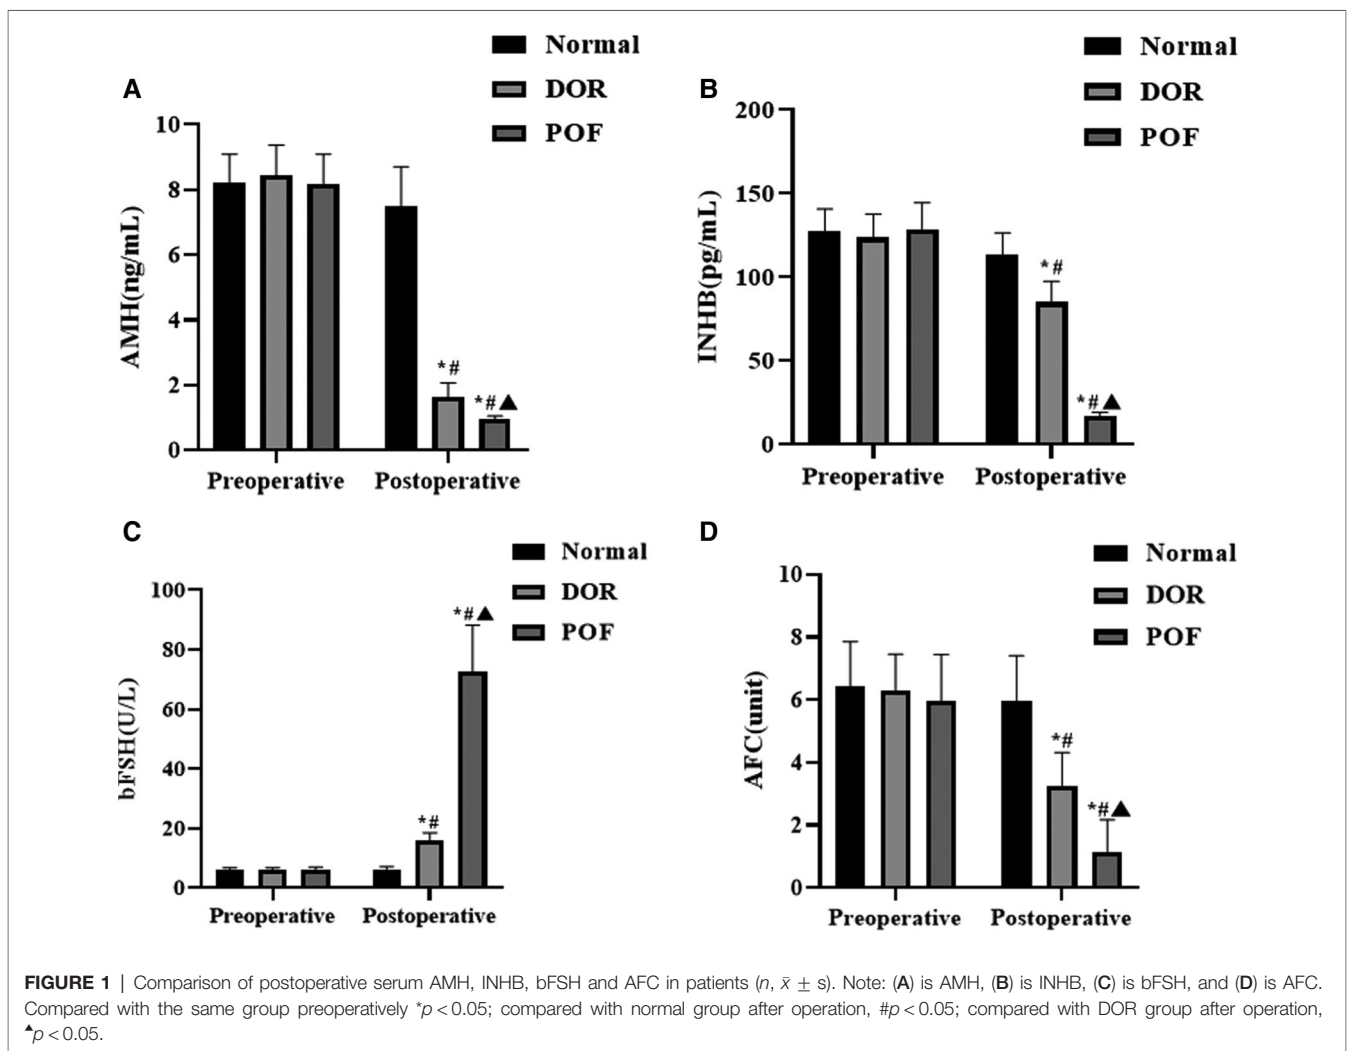 A
Normal
DOR
POF
AMH(ng/mL)
10
8
6
4
2
0
*#
*#▲
Preoperative Postoperative
B
Normal
DOR
POF
INHB(pg/mL)
200
150
100
50
0
*#
*#▲
Preoperative Postoperative
C
Normal
DOR
POF
bFSH(U/L)
100
80
60
40
20
0
*#
*#▲
Preoperative Postoperative
D
Normal
DOR
POF
AFC(unit)
10
8
6
4
2
0
*#
*#▲
Preoperative Postoperative
FIGURE 1 | Comparison of postoperative serum AMH, INHB, bFSH and AFC in patients (n, x̄ ± s). Note: (A) is AMH, (B) is INHB, (C) is bFSH, and (D) is AFC.
Compared with the same group preoperatively *p < 0.05; compared with normal group after operation, #p < 0.05; compared with DOR group after operation,
▲p < 0.05.